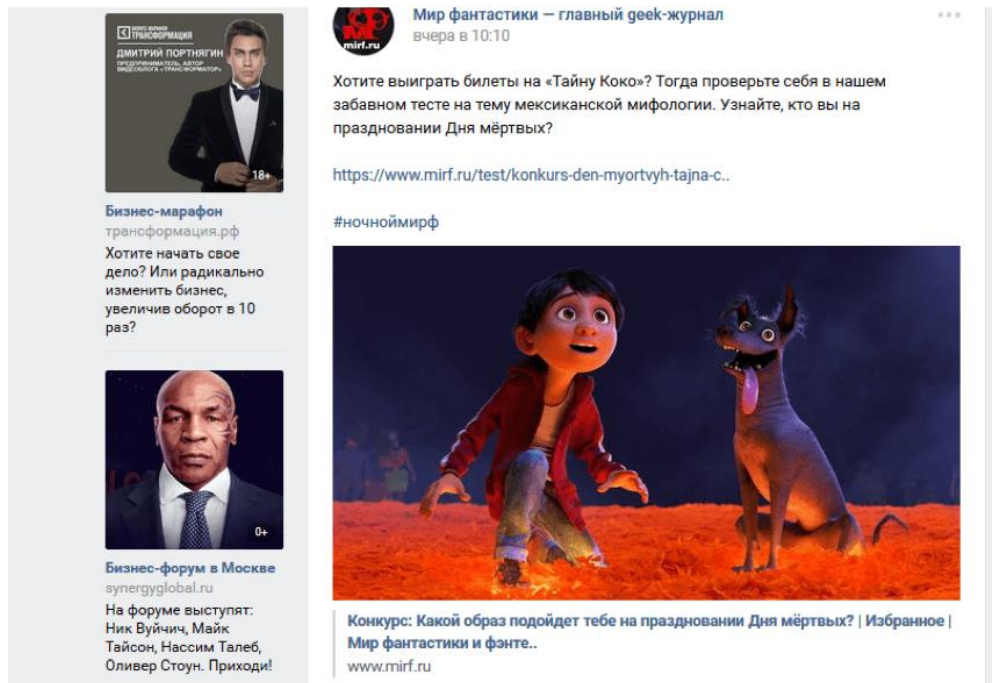 БИЗНЕС-МАРАФОН
ТРАНСФОРМАЦИЯ
ДМИТРИЙ ПОРТНЯГИН
ПРЕДПРИНИМАТЕЛЬ, АВТОР
ВИДЕОБЛОГА «ТРАНСФОРМАТОР»
18+
Бизнес-марафон
трансформация.рф
Хотите начать свое
дело? Или радикально
изменить бизнес,
увеличив оборот в 10
раз?
0+
Бизнес-форум в Москве
synergyglobal.ru
На форуме выступят:
Ник Вуйчич, Майк
Тайсон, Нассим Талеб,
Оливер Стоун. Приходи!
mirf.ru
Мир фантастики — главный geek-журнал
вчера в 10:10
Хотите выиграть билеты на «Тайну Коко»? Тогда проверьте себя в нашем
забавном тесте на тему мексиканской мифологии. Узнайте, кто вы на
праздновании Дня мёртвых?
https://www.mirf.ru/test/konkurs-den-myortvyh-tajna-c..
#ночноймирф
Конкурс: Какой образ подойдет тебе на праздновании Дня мёртвых? | Избранное |
Мир фантастики и фэнте..
www.mirf.ru